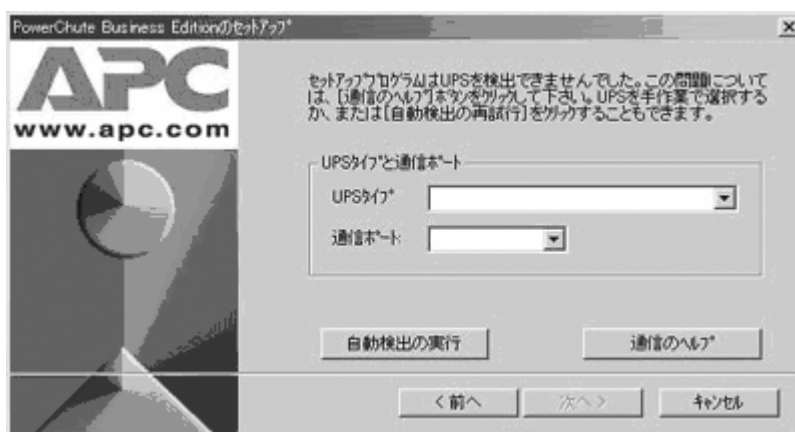 PowerChute Business Editionのｾｯﾄｱｯﾌﾟ
APC
www.apc.com
ｾｯﾄｱｯﾌﾟﾌﾟﾛｸﾞﾗﾑはUPSを検出できませんでした。この問題について
は、[通信のﾍﾙﾌﾟ]ﾎﾞﾀﾝをｸﾘｯｸして下さい。UPSを手作業で選択する
か、または[自動検出の再試行]をｸﾘｯｸすることもできます。
UPSﾀｲﾌﾟと通信ﾎﾟｰﾄ
UPSﾀｲﾌﾟ
通信ﾎﾟｰﾄ:
自動検出の実行
通信のﾍﾙﾌﾟ
< 前へ
次へ >
ｷｬﾝｾﾙ